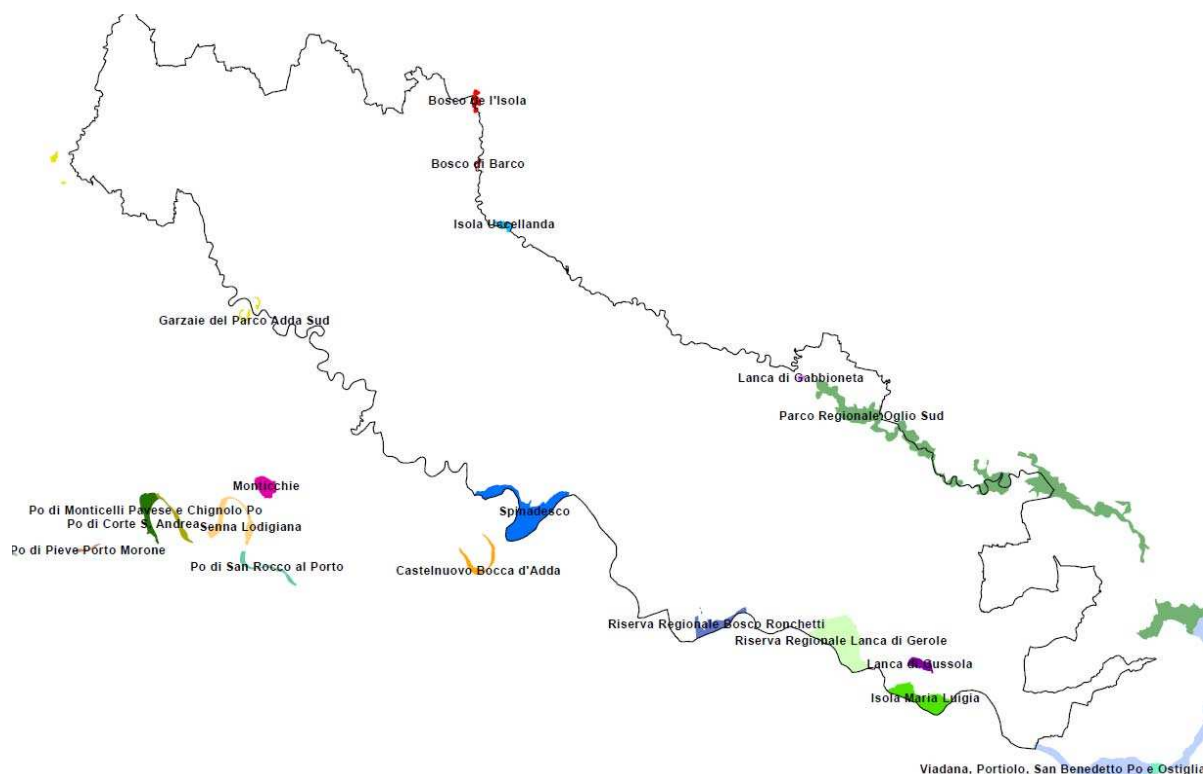 Bosco de l'Isola
Bosco di Barco
Isola Uccellanda
Garzaie del Parco Adda Sud
Lanca di Gabbioneta
Parco Regionale Oglio Sud
Monticchie
Po di Monticelli Pavese e Chignolo Po
Spinadesco
Po di Corte S. Andrea
Senna Lodigiana
Po di Pieve Porto Morone
Po di San Rocco al Porto
Castelnuovo Bocca d'Adda
Riserva Regionale Bosco Ronchetti
Riserva Regionale Lanca di Gerole
Lanca di Gussola
Isola Maria Luigia
Viadana, Portiolo, San Benedetto Po e Ostiglia